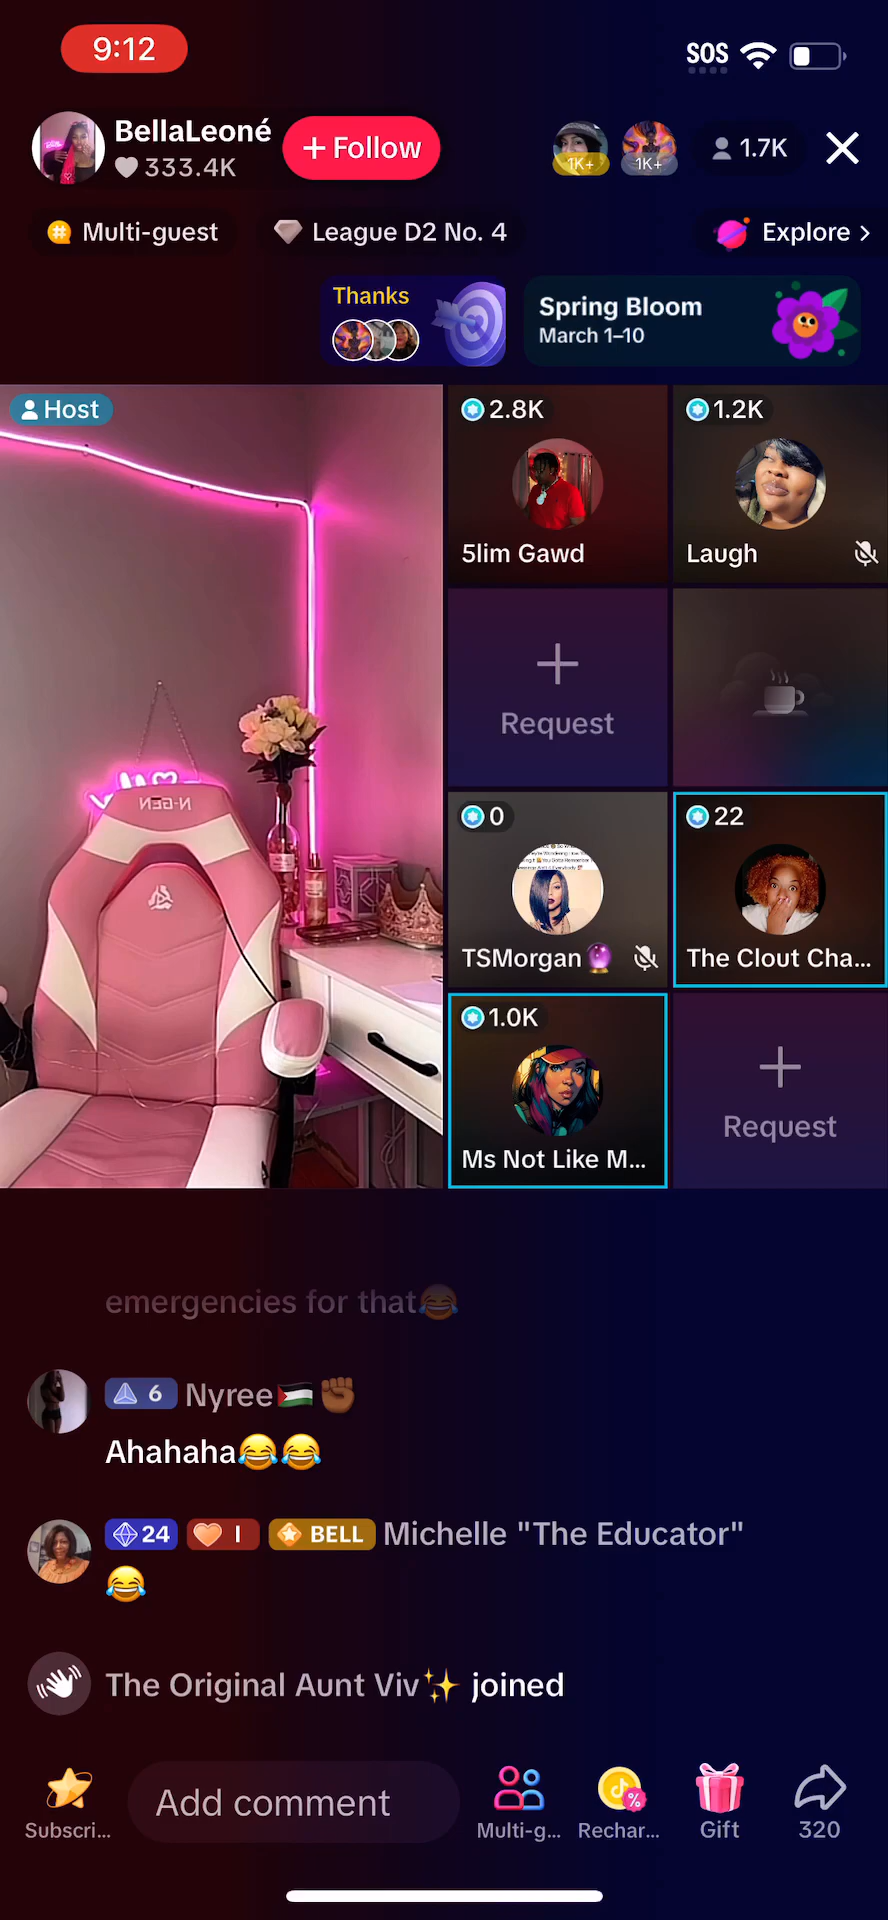 9:12
SOS
BellaLeoné
333.4K
+ Follow
1K+
1K+
1.7K
Multi-guest
League D2 No. 4
Explore >
Thanks
Spring Bloom
March 1–10
Host
2.8K
5lim Gawd
1.2K
Laugh
N-GEN
Request
0
TSMorgan🔮
22
The Clout Cha...
1.0K
Ms Not Like M...
Request
emergencies for that😂
6 Nyree🇵🇸✊🏾
Ahahaha😂😂
24 I BELL Michelle "The Educator"
😂
The Original Aunt Viv✨ joined
Subscri...
Add comment
Multi-g...
Rechar...
Gift
320